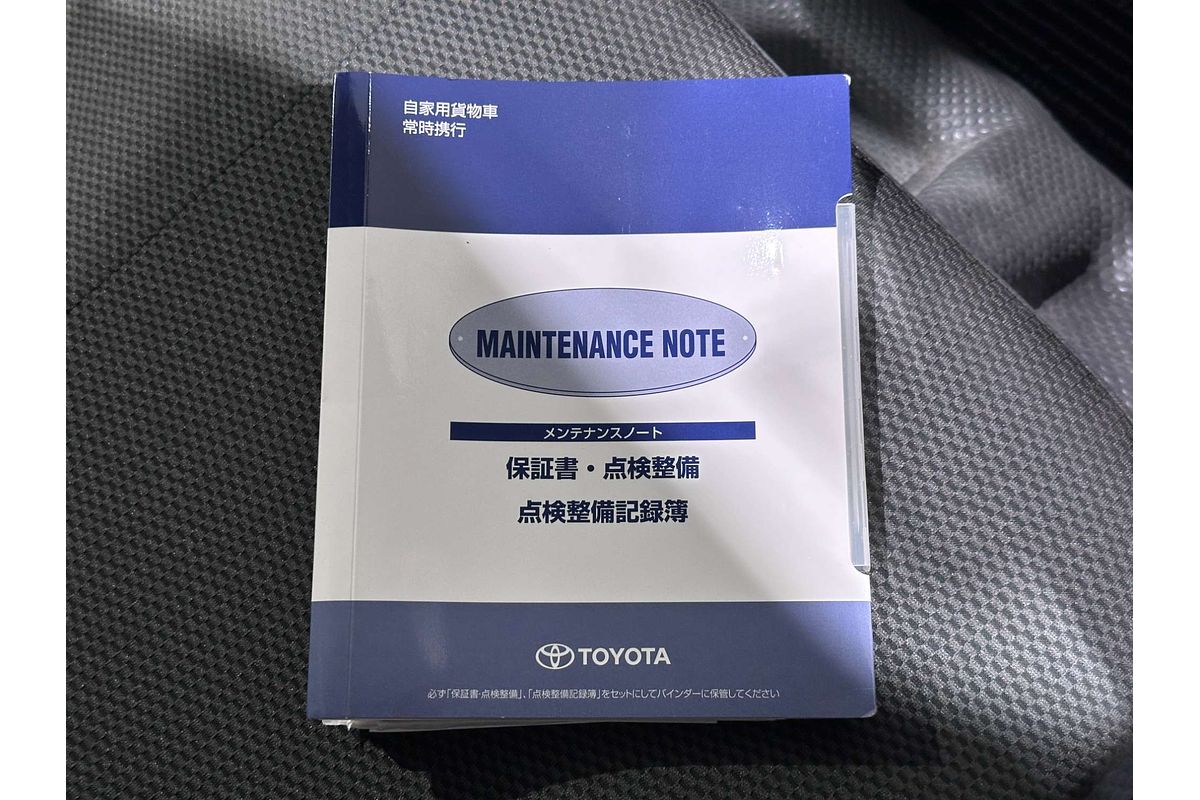 自家用貨物車
常時携行
MAINTENANCE NOTE
メンテナンスノート
保証書・点検整備
点検整備記録簿
TOYOTA
必ず「保証書・点検整備」、「点検整備記録簿」をセットにしてバインダーに保管してください